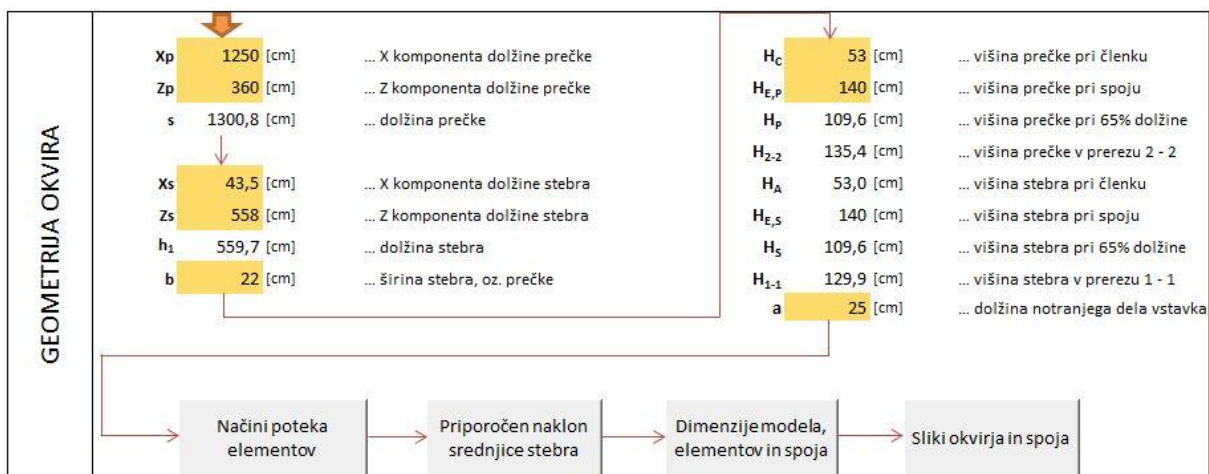 GEOMETRIJA OKVIRA
Xp 1250 [cm] ... X komponenta dolžine prečke
Zp 360 [cm] ... Z komponenta dolžine prečke
s 1300,8 [cm] ... dolžina prečke
Xs 43,5 [cm] ... X komponenta dolžine stebra
Zs 558 [cm] ... Z komponenta dolžine stebra
h1 559,7 [cm] ... dolžina stebra
b 22 [cm] ... širina stebra, oz. prečke
HC 53 [cm] ... višina prečke pri členku
HE,P 140 [cm] ... višina prečke pri spoju
HP 109,6 [cm] ... višina prečke pri 65% dolžine
H2-2 135,4 [cm] ... višina prečke v prerezu 2 - 2
HA 53,0 [cm] ... višina stebra pri členku
HE,S 140 [cm] ... višina stebra pri spoju
HS 109,6 [cm] ... višina stebra pri 65% dolžine
H1-1 129,9 [cm] ... višina stebra v prerezu 1 - 1
a 25 [cm] ... dolžina notranjega dela vstavka
Načini poteka
elementov
Priporočen naklon
srednjice stebra
Dimenzije modela,
elementov in spoja
Sliki okvirja in spoja